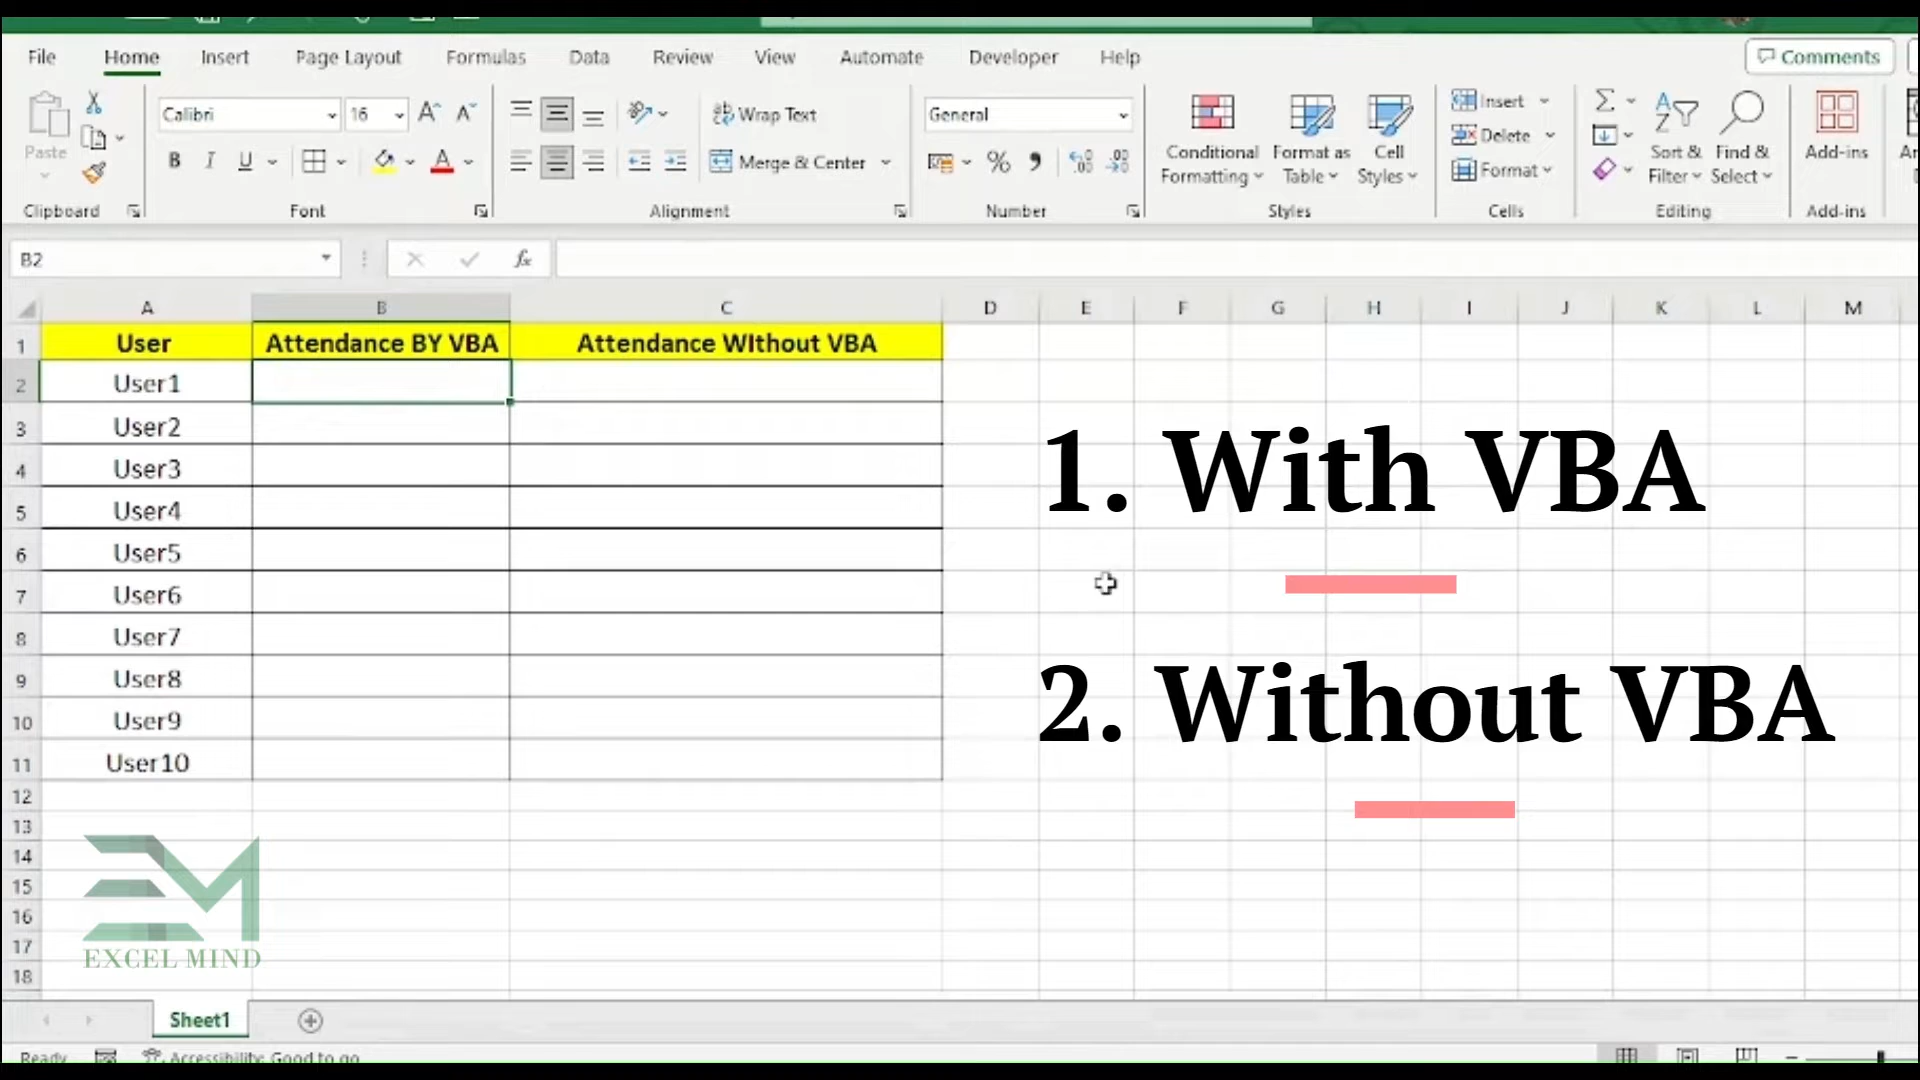 File Home Insert Page Layout Formulas Data Review View Automate Developer Help Comments
Calibri 16 Wrap Text General Insert
Paste Conditional Format as Cell Delete Sort & Find & Add-ins
B I U A Merge & Center % Formatting Table Styles Format Filter Select
Clipboard Font Alignment Number Styles Cells Editing Add-ins
B2 fx
A B C D E F G H I J K L M
1 User Attendance BY VBA Attendance WIthout VBA
2 User1
3 User2
4 User3
5 User4
6 User5
7 User6
8 User7
9 User8
10 User9
11 User10
12
13
14
15
16
17
18
1. With VBA
2. Without VBA
EM
EXCEL MIND
Sheet1
Ready Accessibility: Good to go